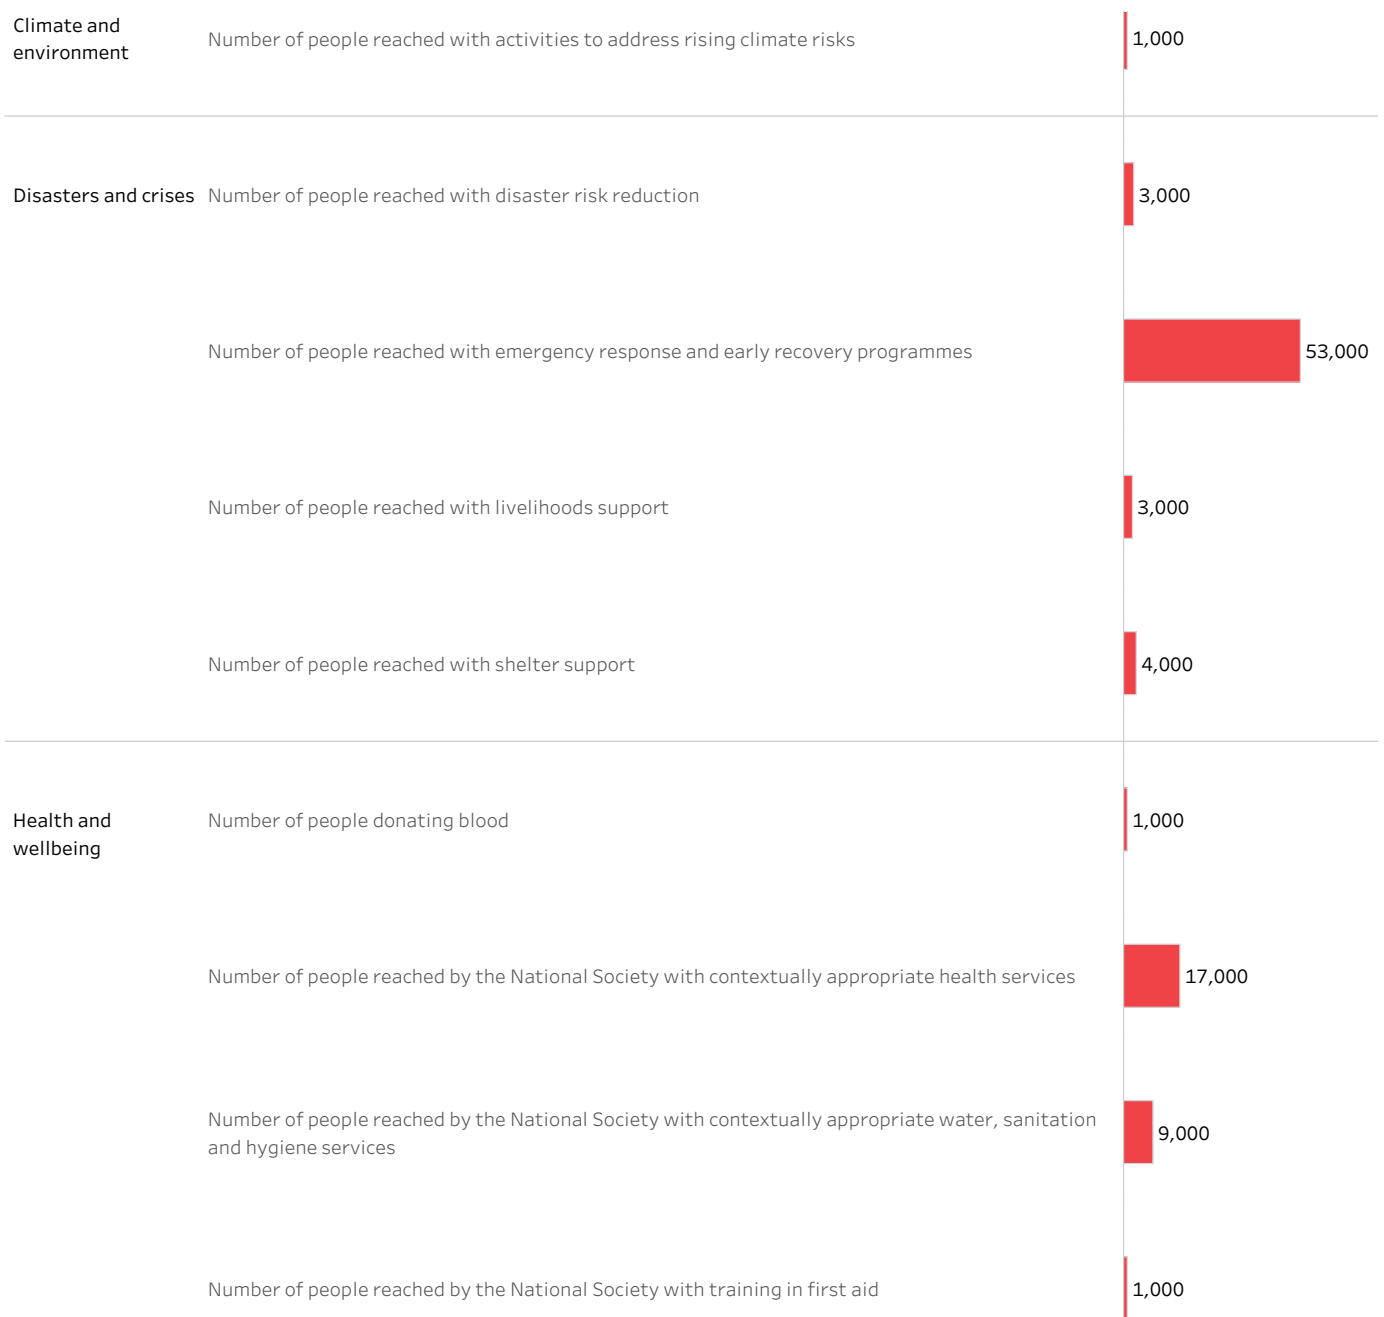 Climate and
environment
Number of people reached with activities to address rising climate risks
1,000
Disasters and crises
Number of people reached with disaster risk reduction
3,000
Number of people reached with emergency response and early recovery programmes
53,000
Number of people reached with livelihoods support
3,000
Number of people reached with shelter support
4,000
Health and
wellbeing
Number of people donating blood
1,000
Number of people reached by the National Society with contextually appropriate health services
17,000
Number of people reached by the National Society with contextually appropriate water, sanitation
and hygiene services
9,000
Number of people reached by the National Society with training in first aid
1,000